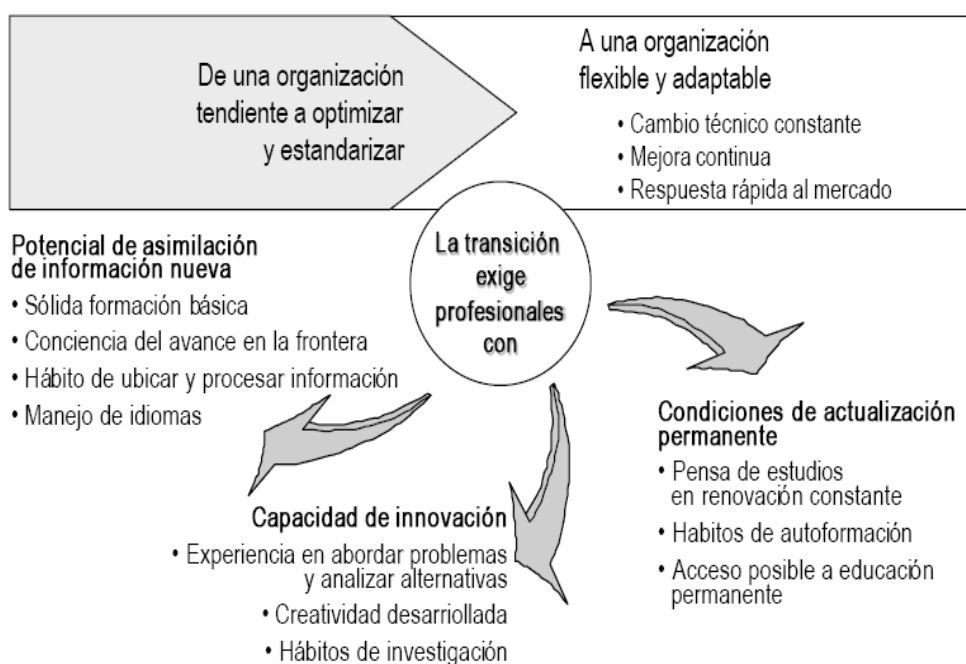 De una organización
tendiente a optimizar
y estandarizar
A una organización
flexible y adaptable
• Cambio técnico constante
• Mejora continua
• Respuesta rápida al mercado
La transición
exige
profesionales
con
Potencial de asimilación
de información nueva
• Sólida formación básica
• Conciencia del avance en la frontera
• Hábito de ubicar y procesar información
• Manejo de idiomas
Capacidad de innovación
• Experiencia en abordar problemas
y analizar alternativas
• Creatividad desarriollada
• Hábitos de investigación
Condiciones de actualización
permanente
• Pensa de estudios
en renovación constante
• Habitos de autoformación
• Acceso posible a educación
permanente